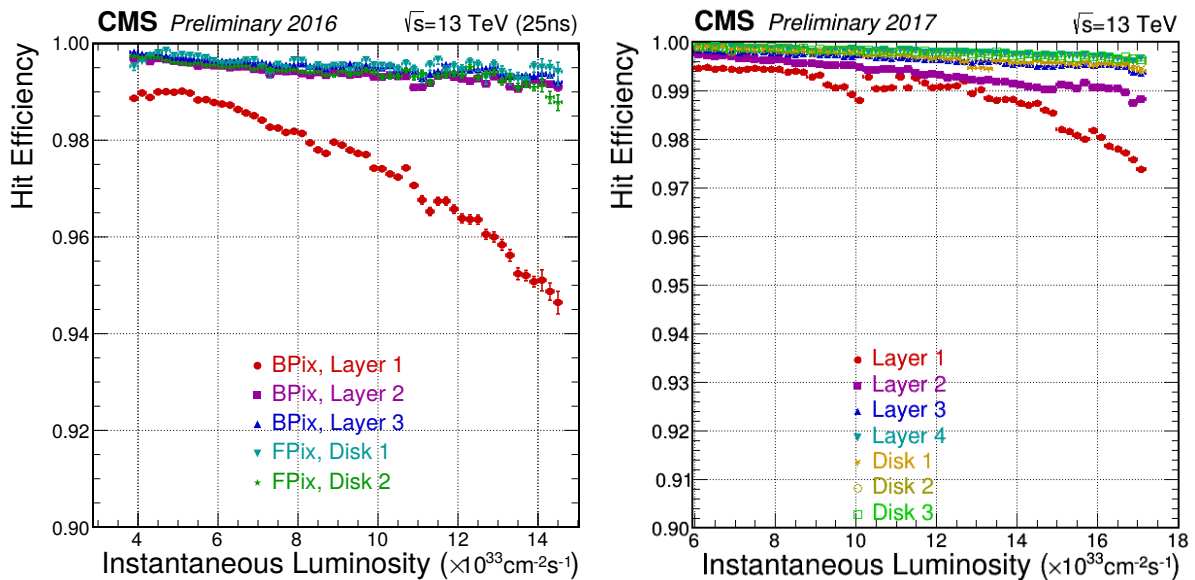 CMS Preliminary 2016 √s=13 TeV (25ns)
Hit Efficiency
1.00
0.98
0.96
0.94
0.92
0.90
BPix, Layer 1
BPix, Layer 2
BPix, Layer 3
FPix, Disk 1
FPix, Disk 2
4 6 8 10 12 14
Instantaneous Luminosity (×10³³cm⁻²s⁻¹)
CMS Preliminary 2017 √s=13 TeV
Hit Efficiency
1.00
0.99
0.98
0.97
0.96
0.95
0.94
0.93
0.92
0.91
0.90
Layer 1
Layer 2
Layer 3
Layer 4
Disk 1
Disk 2
Disk 3
6 8 10 12 14 16 18
Instantaneous Luminosity (×10³³cm⁻²s⁻¹)